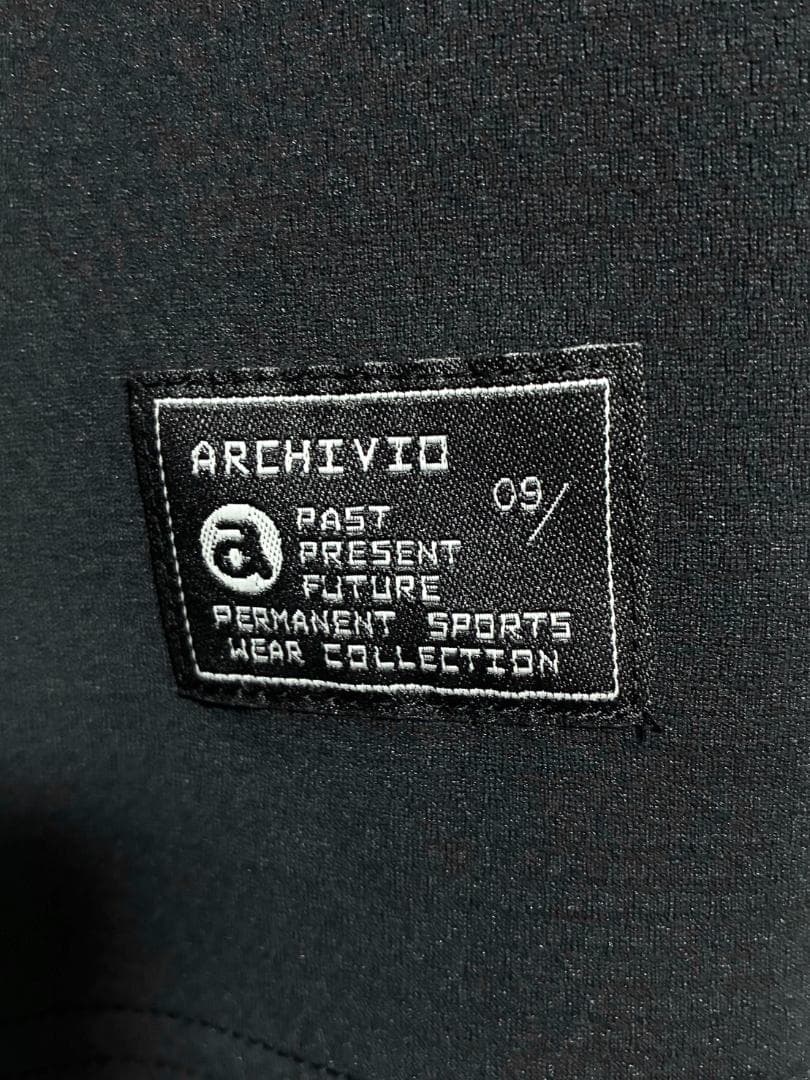 ARCHIVIO
09/
a PAST
PRESENT
FUTURE
PERMANENT SPORTS
WEAR COLLECTION